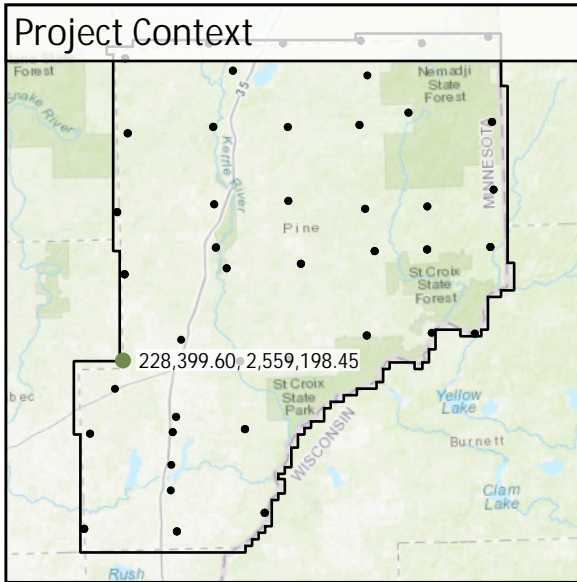 Project Context
Forest
Snake River
35
Nemadji
State
Forest
Kettle River
MINNESOTA
Pine
St Croix
State
Forest
228,399.60, 2,559,198.45
St Croix
State
Park
bec
Yellow
Lake
WISCONSIN
Burnett
Clam
Lake
Rush